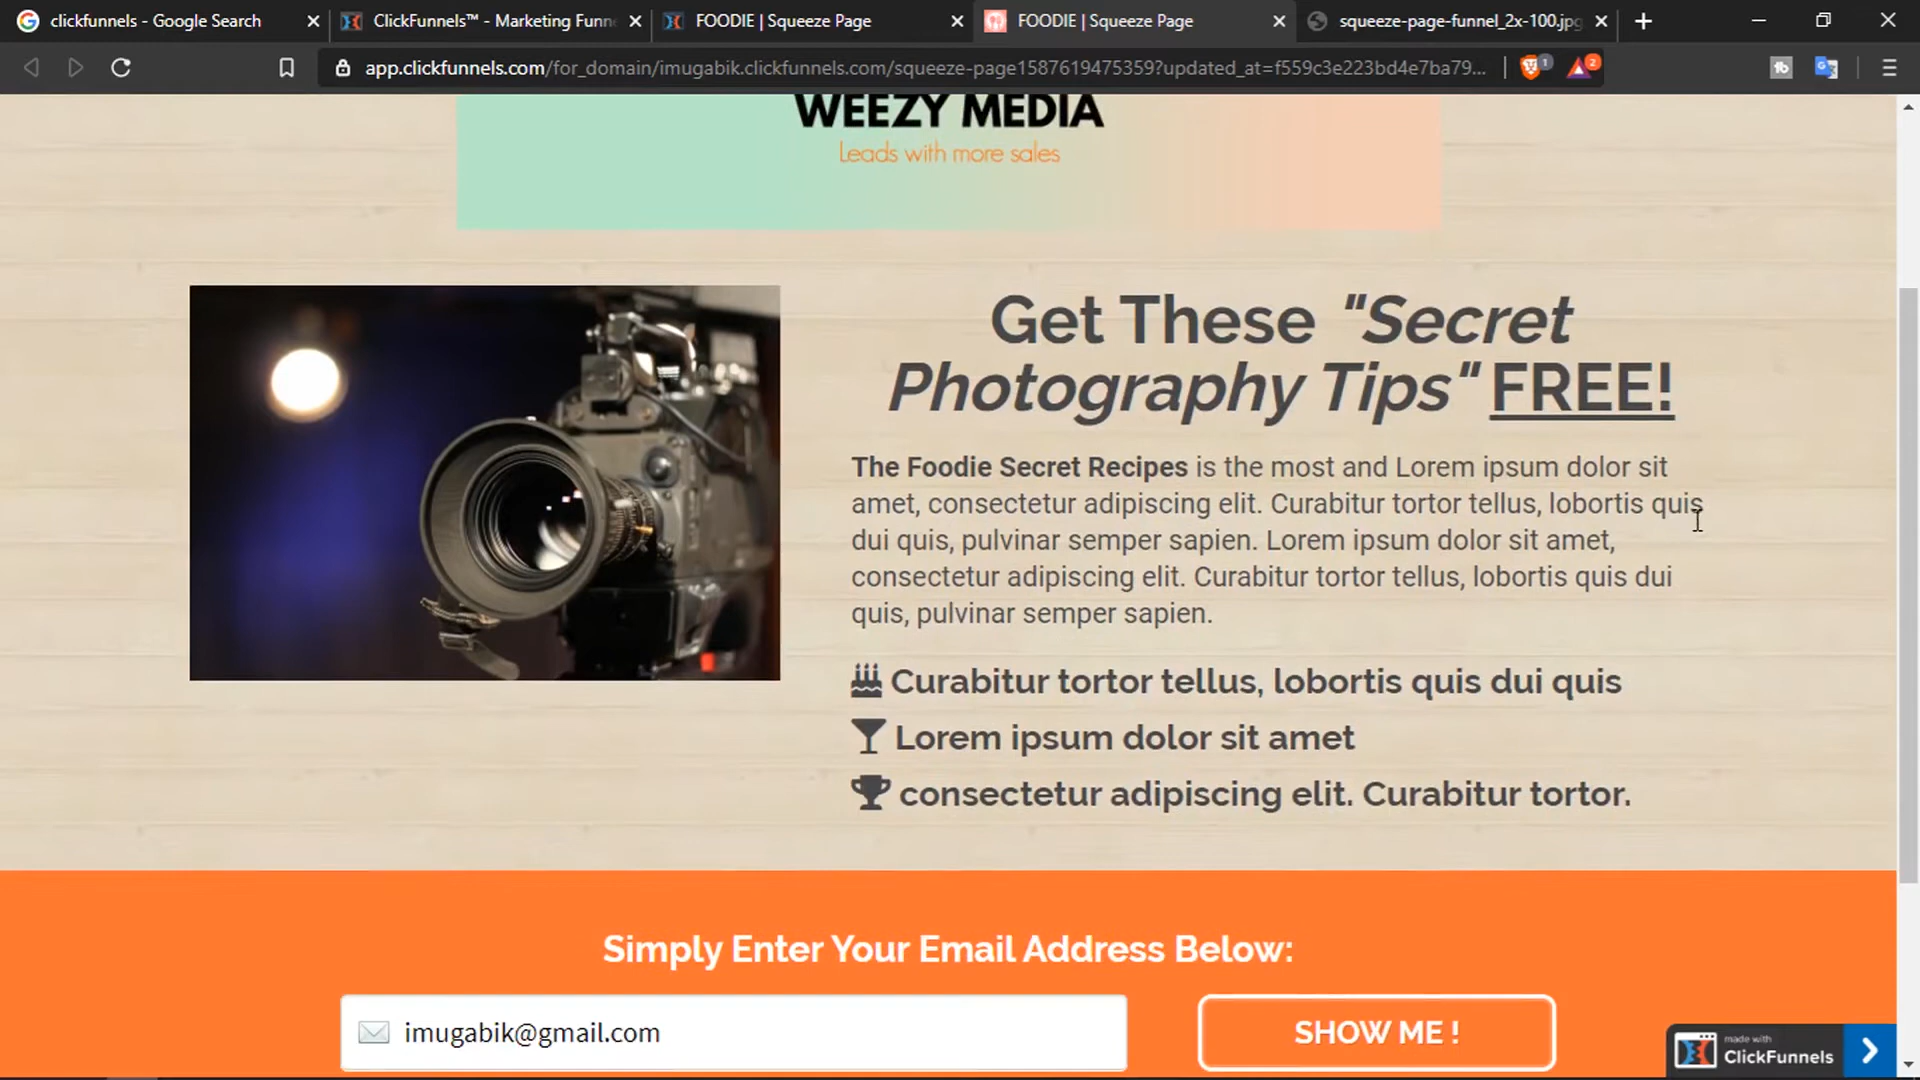 clickfunnels - Google Search
ClickFunnels™ - Marketing Funn
FOODIE | Squeeze Page
FOODIE | Squeeze Page
squeeze-page-funnel_2x-100.jpg
app.clickfunnels.com/for_domain/imugabik.clickfunnels.com/squeeze-page1587619475359?updated_at=f559c3e223bd4e7ba79...
1
2
WEEZY MEDIA
Leads with more sales
Get These "Secret
Photography Tips" FREE!
The Foodie Secret Recipes is the most and Lorem ipsum dolor sit
amet, consectetur adipiscing elit. Curabitur tortor tellus, lobortis quis
dui quis, pulvinar semper sapien. Lorem ipsum dolor sit amet,
consectetur adipiscing elit. Curabitur tortor tellus, lobortis quis dui
quis, pulvinar semper sapien.
Curabitur tortor tellus, lobortis quis dui quis
Lorem ipsum dolor sit amet
consectetur adipiscing elit. Curabitur tortor.
Simply Enter Your Email Address Below:
imugabik@gmail.com
SHOW ME !
made with
ClickFunnels